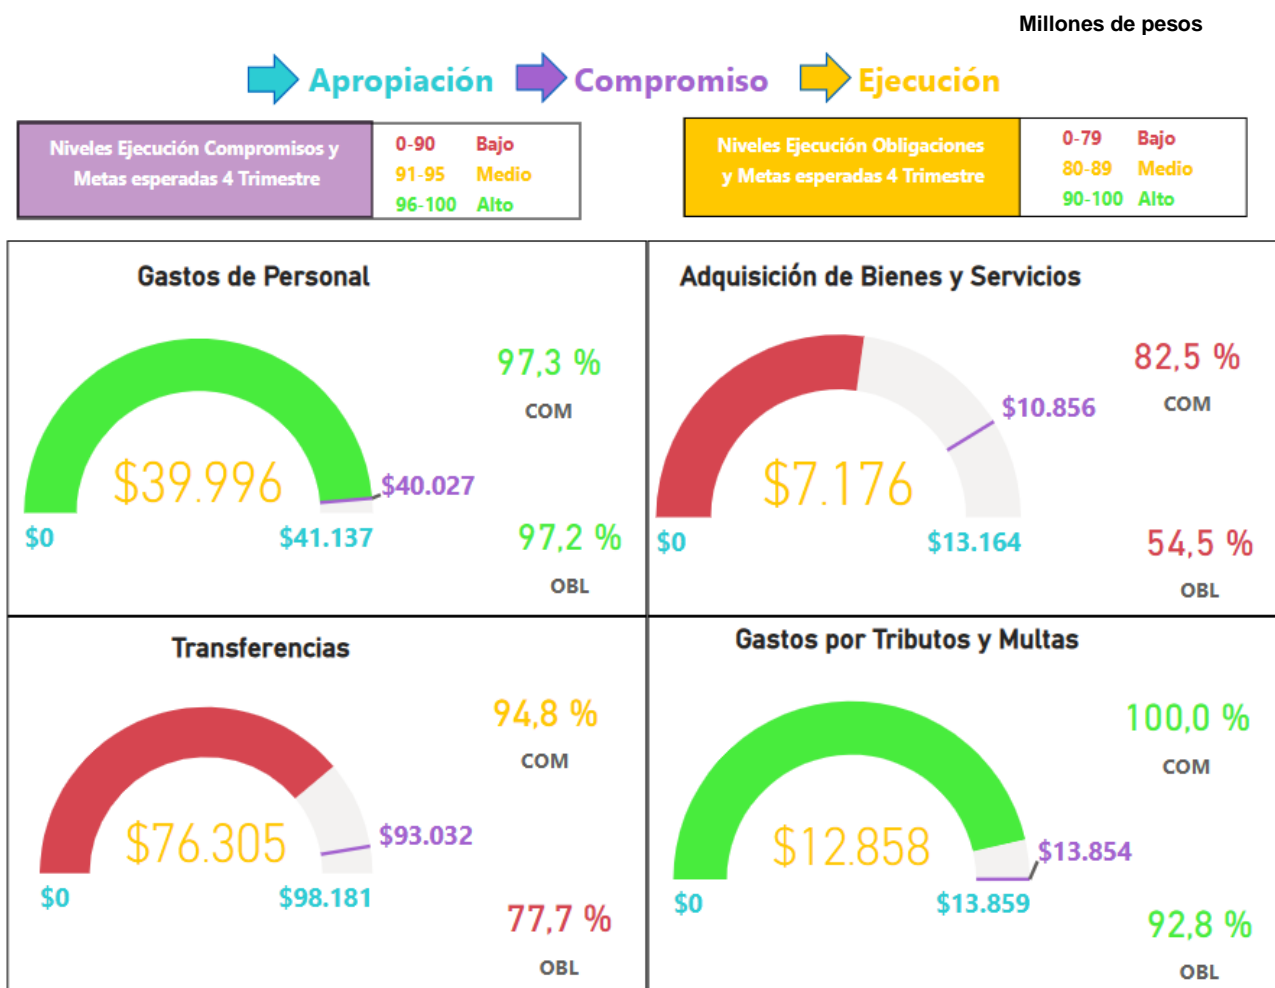 Millones de pesos
Apropiación Compromiso Ejecución
Niveles Ejecución Compromisos y
Metas esperadas 4 Trimestre
0-90 Bajo
91-95 Medio
96-100 Alto
Niveles Ejecución Obligaciones
y Metas esperadas 4 Trimestre
0-79 Bajo
80-89 Medio
90-100 Alto
Gastos de Personal
97,3 %
COM
$39.996
$40.027
$0
$41.137
97,2 %
OBL
Adquisición de Bienes y Servicios
82,5 %
COM
$10.856
$7.176
$0
$13.164
54,5 %
OBL
Transferencias
94,8 %
COM
$76.305
$93.032
$0
$98.181
77,7 %
OBL
Gastos por Tributos y Multas
100,0 %
COM
$12.858
$13.854
$0
$13.859
92,8 %
OBL